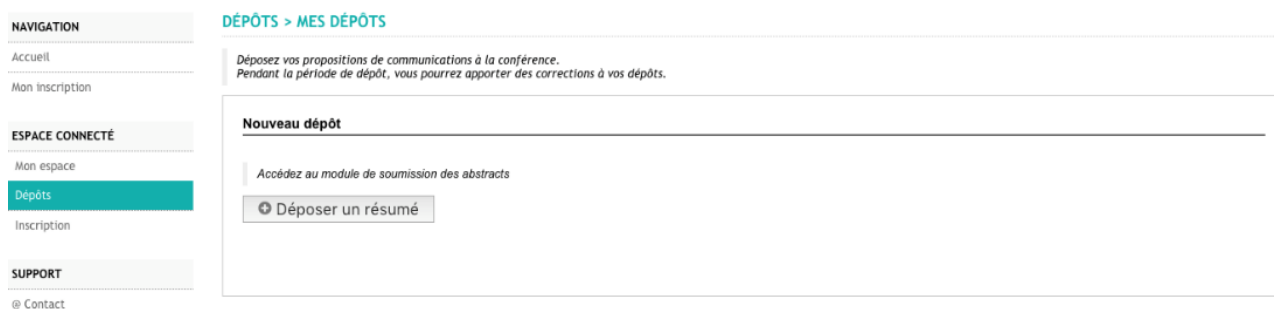 NAVIGATION
Accueil
Mon inscription
ESPACE CONNECTÉ
Mon espace
Dépôts
Inscription
SUPPORT
@ Contact
DÉPÔTS > MES DÉPÔTS
Déposez vos propositions de communications à la conférence.
Pendant la période de dépôt, vous pourrez apporter des corrections à vos dépôts.
Nouveau dépôt
Accédez au module de soumission des abstracts
Déposer un résumé